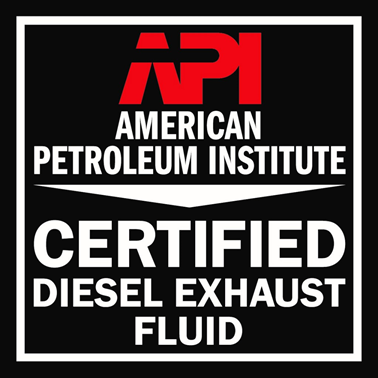 API
AMERICAN
PETROLEUM INSTITUTE
CERTIFIED
DIESEL EXHAUST
FLUID